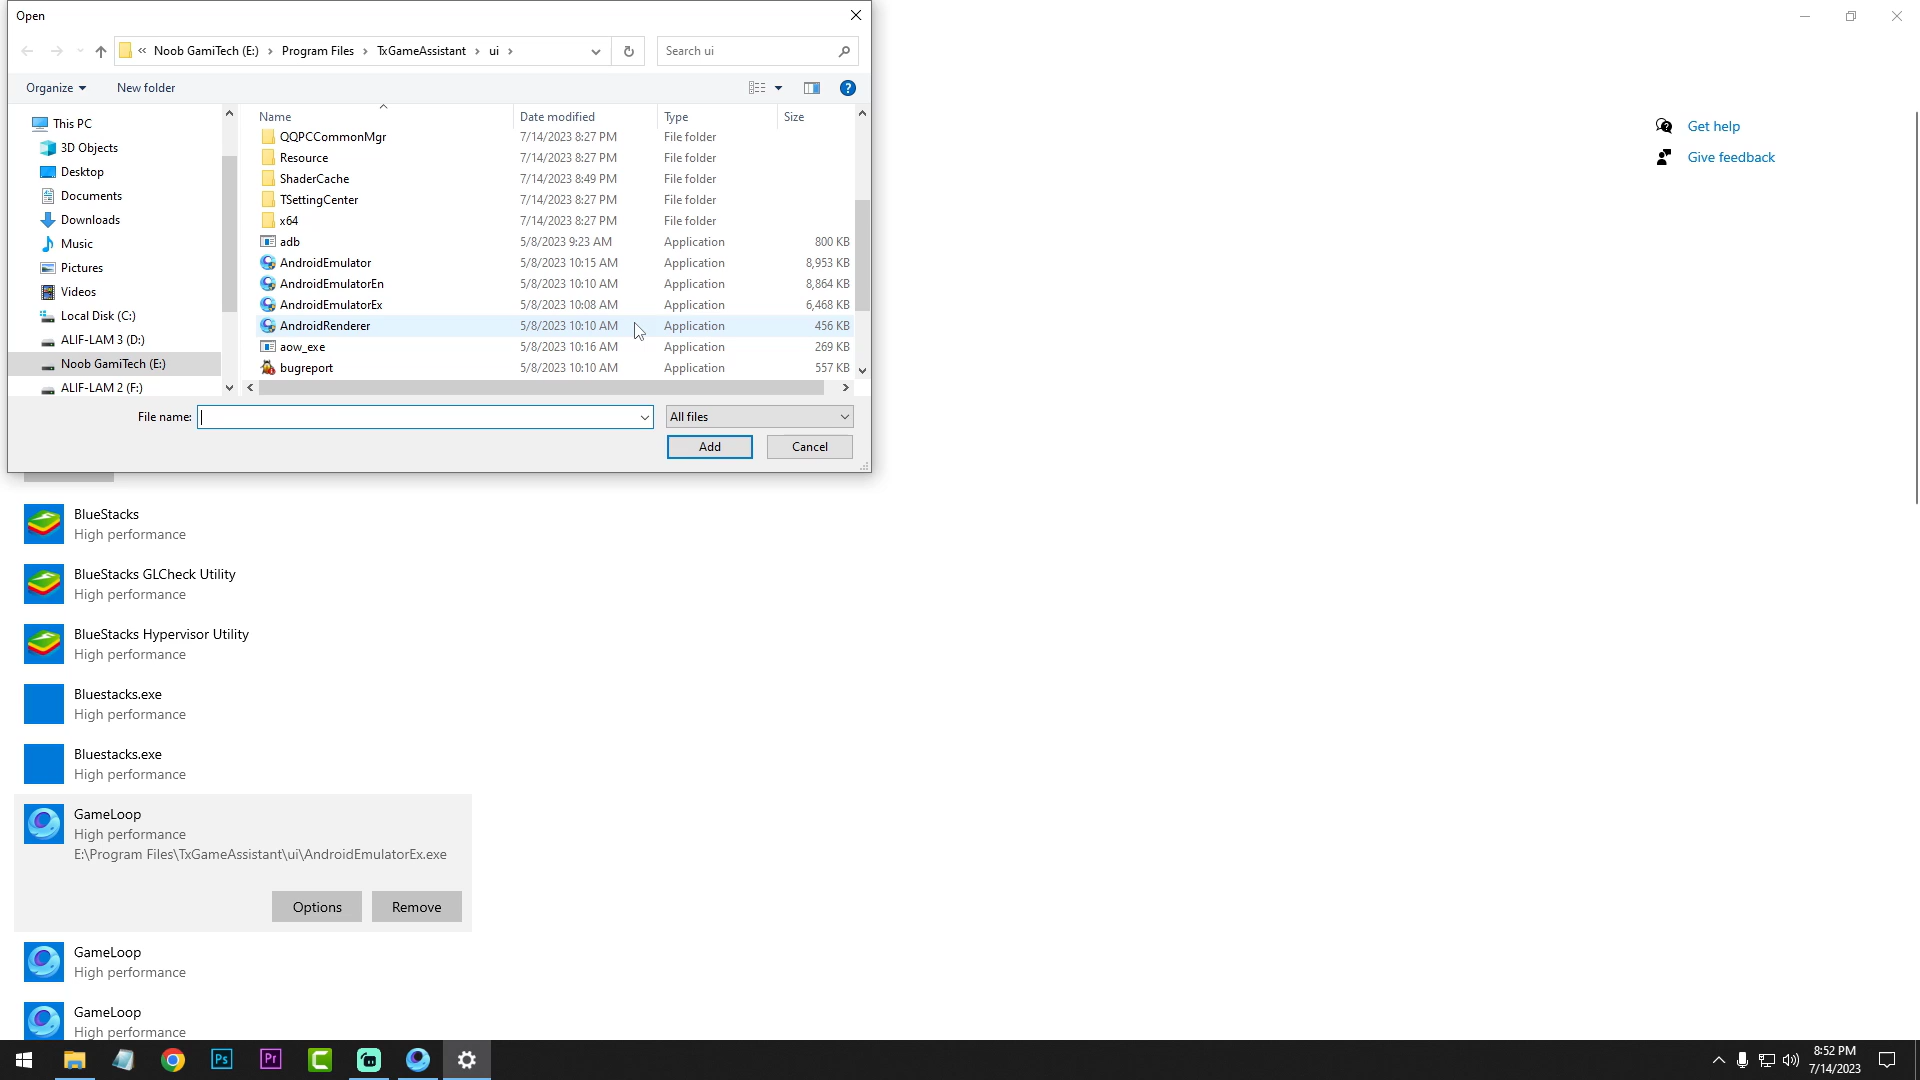 Open
« Noob GamiTech (E:) › Program Files › TxGameAssistant › ui ›
Search ui
Organize
New folder
This PC
3D Objects
Desktop
Documents
Downloads
Music
Pictures
Videos
Local Disk (C:)
ALIF-LAM 3 (D:)
Noob GamiTech (E:)
ALIF-LAM 2 (F:)
Name Date modified Type Size
QQPCCommonMgr 7/14/2023 8:27 PM File folder
Resource 7/14/2023 8:27 PM File folder
ShaderCache 7/14/2023 8:49 PM File folder
TSettingCenter 7/14/2023 8:27 PM File folder
x64 7/14/2023 8:27 PM File folder
adb 5/8/2023 9:23 AM Application 800 KB
AndroidEmulator 5/8/2023 10:15 AM Application 8,953 KB
AndroidEmulatorEn 5/8/2023 10:10 AM Application 8,864 KB
AndroidEmulatorEx 5/8/2023 10:08 AM Application 6,468 KB
AndroidRenderer 5/8/2023 10:10 AM Application 456 KB
aow_exe 5/8/2023 10:16 AM Application 269 KB
bugreport 5/8/2023 10:10 AM Application 557 KB
File name:
All files
Add
Cancel
Get help
Give feedback
BlueStacks
High performance
BlueStacks GLCheck Utility
High performance
BlueStacks Hypervisor Utility
High performance
Bluestacks.exe
High performance
Bluestacks.exe
High performance
GameLoop
High performance
E:\Program Files\TxGameAssistant\ui\AndroidEmulatorEx.exe
Options
Remove
GameLoop
High performance
GameLoop
High performance
Ps
Pr
8:52 PM
7/14/2023